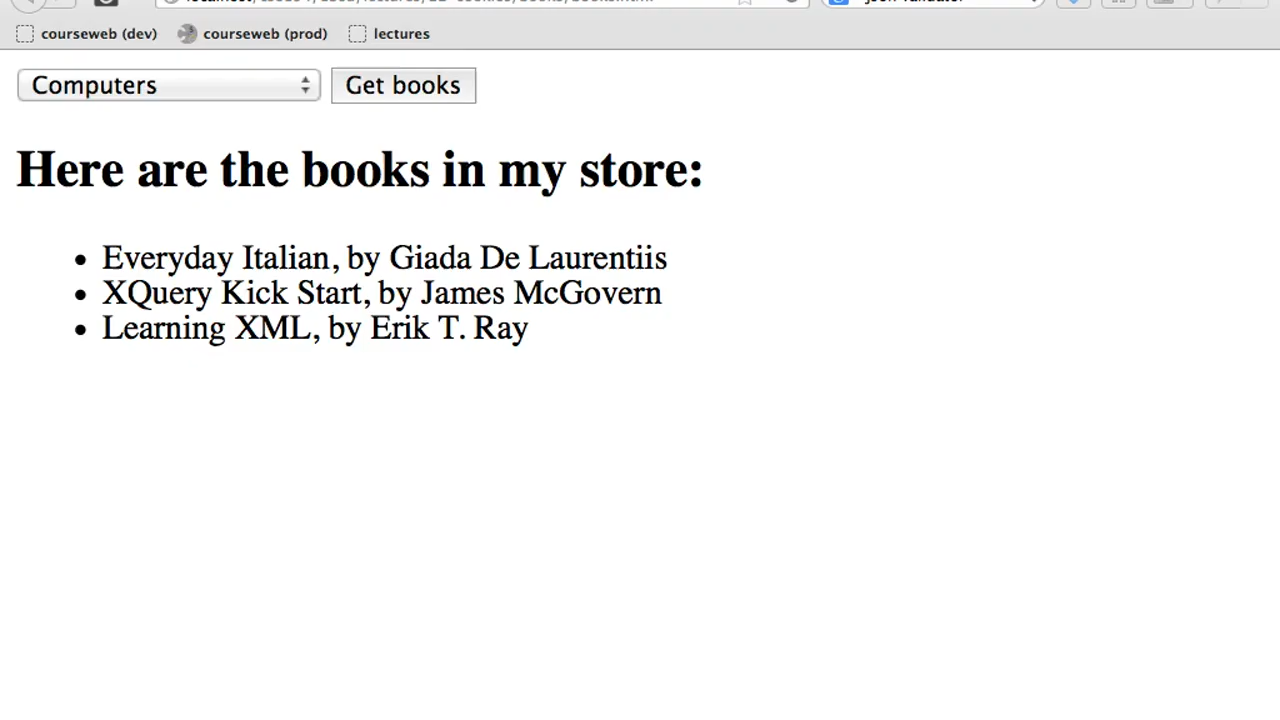 courseweb (dev) courseweb (prod) lectures
Computers Get books
Here are the books in my store:
• Everyday Italian, by Giada De Laurentiis
• XQuery Kick Start, by James McGovern
• Learning XML, by Erik T. Ray